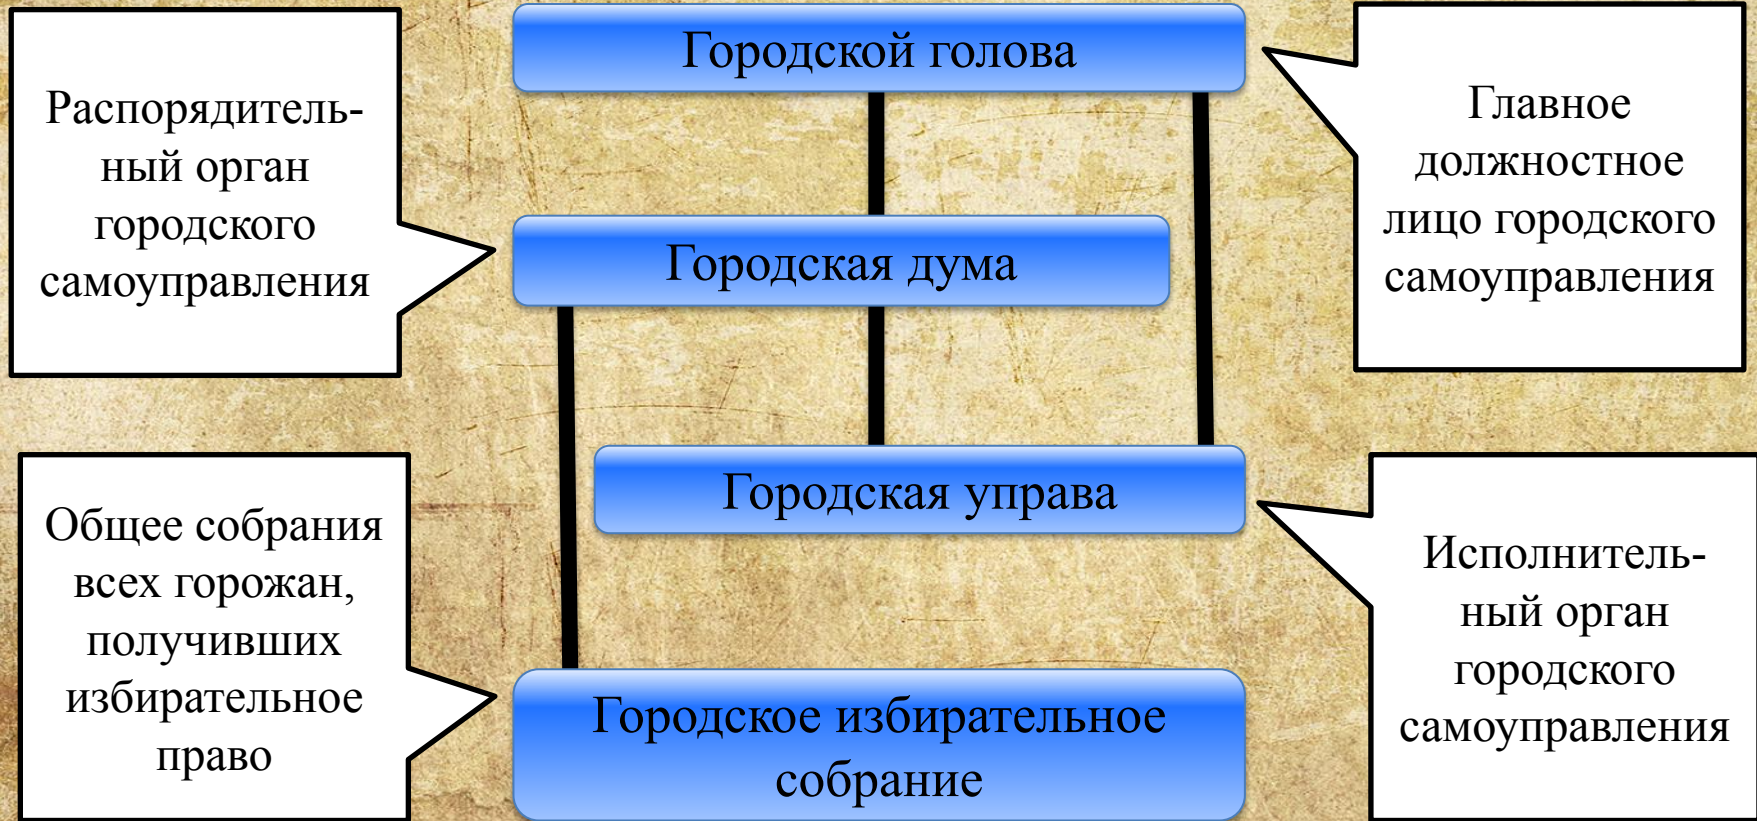 Городской голова
Распорядитель-
ный орган
городского
самоуправления
Главное
должностное
лицо городского
самоуправления
Городская дума
Городская управа
Общее собрания
всех горожан,
получивших
избирательное
право
Исполнитель-
ный орган
городского
самоуправления
Городское избирательное
собрание